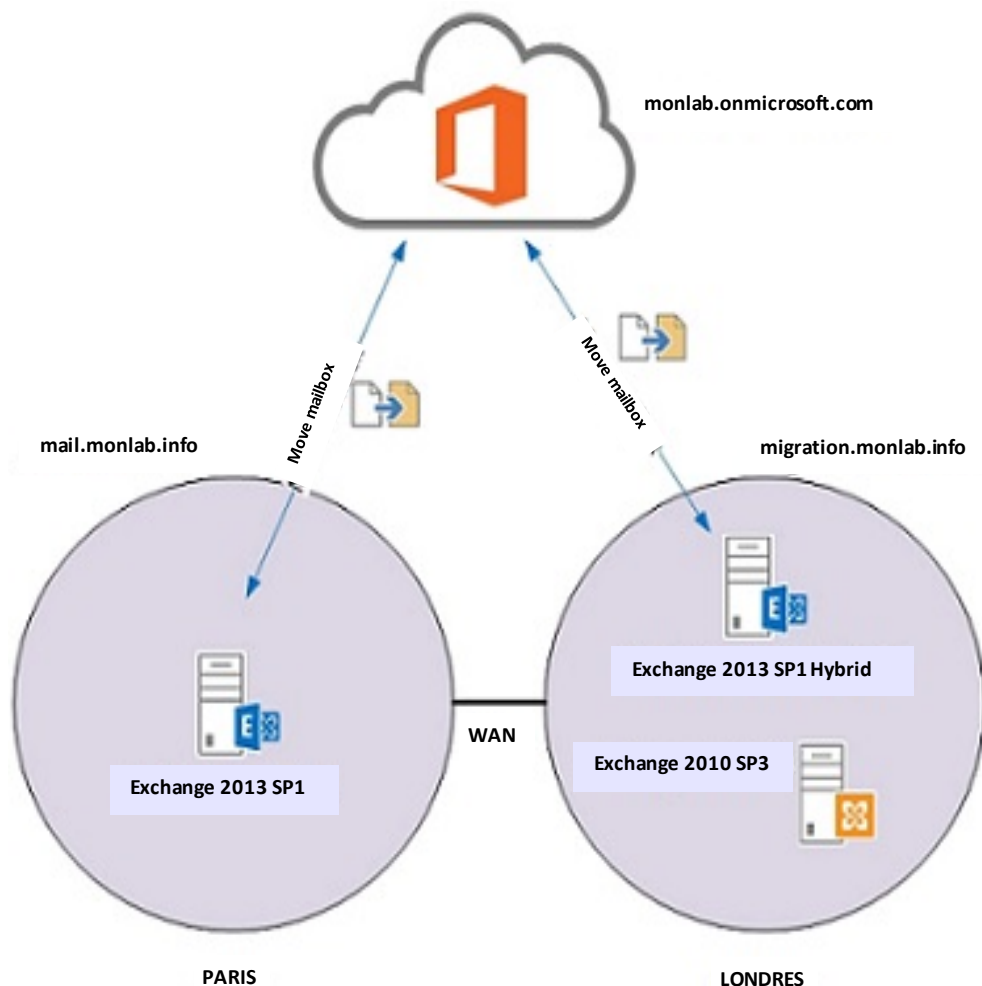 monlab.onmicrosoft.com
Move mailbox
Move mailbox
mail.monlab.info
migration.monlab.info
Exchange 2013 SP1 Hybrid
WAN
Exchange 2010 SP3
Exchange 2013 SP1
PARIS
LONDRES